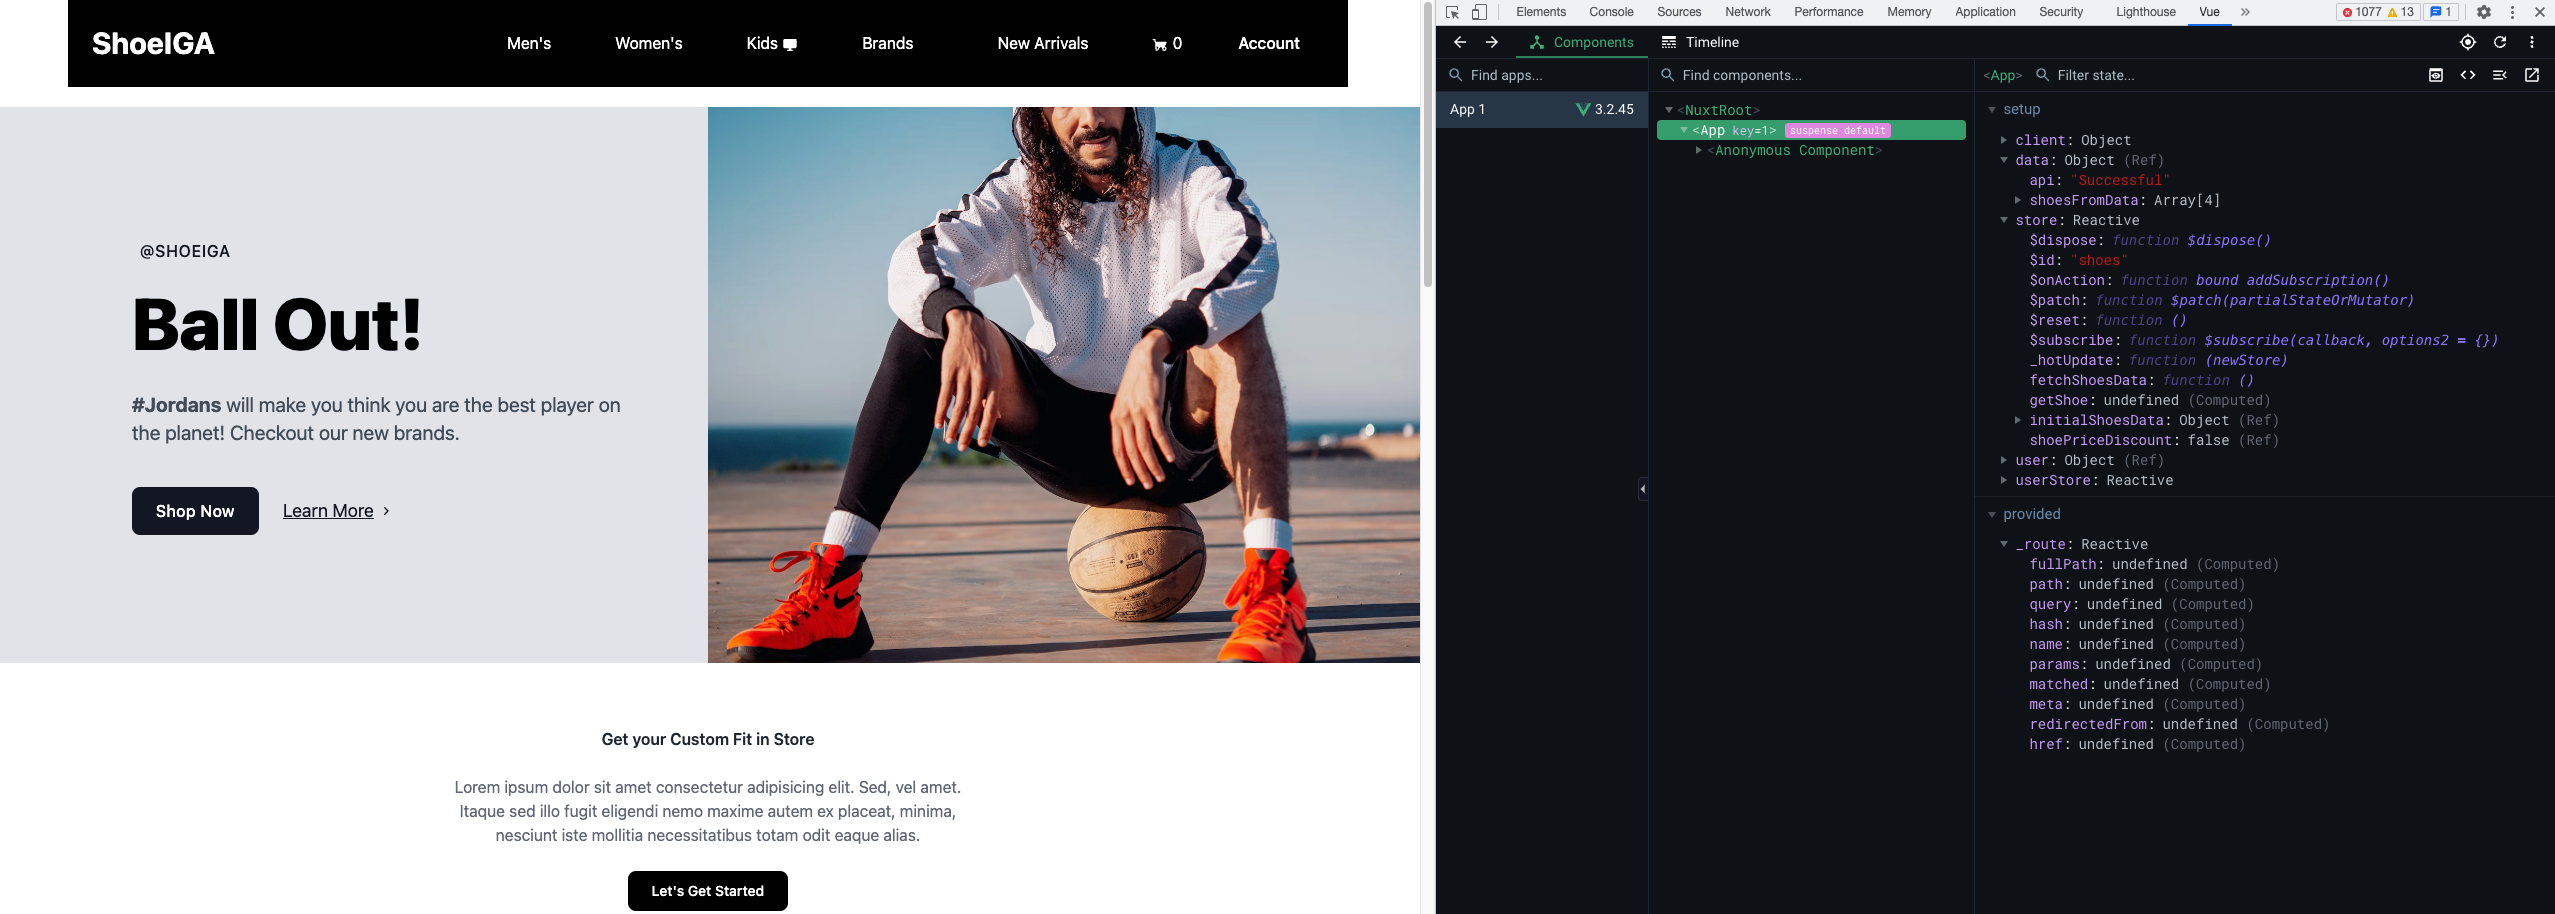 ShoeIGA
Men's
Women's
Kids
Brands
New Arrivals
0
Account
@SHOEIGA
Ball Out!
#Jordans will make you think you are the best player on
the planet! Checkout our new brands.
Shop Now
Learn More
Get your Custom Fit in Store
Lorem ipsum dolor sit amet consectetur adipisicing elit. Sed, vel amet.
Itaque sed illo fugit eligendi nemo maxime autem ex placeat, minima,
nesciunt iste mollitia necessitatibus totam odit eaque alias.
Let's Get Started
Elements
Console
Sources
Network
Performance
Memory
Application
Security
Lighthouse
Vue
1077
13
1
Components
Timeline
Find apps...
Find components...
<App>
Filter state...
App 1
3.2.45
<NuxtRoot>
<App key=1> suspense default
<Anonymous Component>
setup
client: Object
data: Object (Ref)
api: "Successful"
shoesFromData: Array[4]
store: Reactive
$dispose: function $dispose()
$id: "shoes"
$onAction: function bound addSubscription()
$patch: function $patch(partialStateOrMutator)
$reset: function ()
$subscribe: function $subscribe(callback, options2 = {})
_hotUpdate: function (newStore)
fetchShoesData: function ()
getShoe: undefined (Computed)
initialShoesData: Object (Ref)
shoePriceDiscount: false (Ref)
user: Object (Ref)
userStore: Reactive
provided
_route: Reactive
fullPath: undefined (Computed)
path: undefined (Computed)
query: undefined (Computed)
hash: undefined (Computed)
name: undefined (Computed)
params: undefined (Computed)
matched: undefined (Computed)
meta: undefined (Computed)
redirectedFrom: undefined (Computed)
href: undefined (Computed)